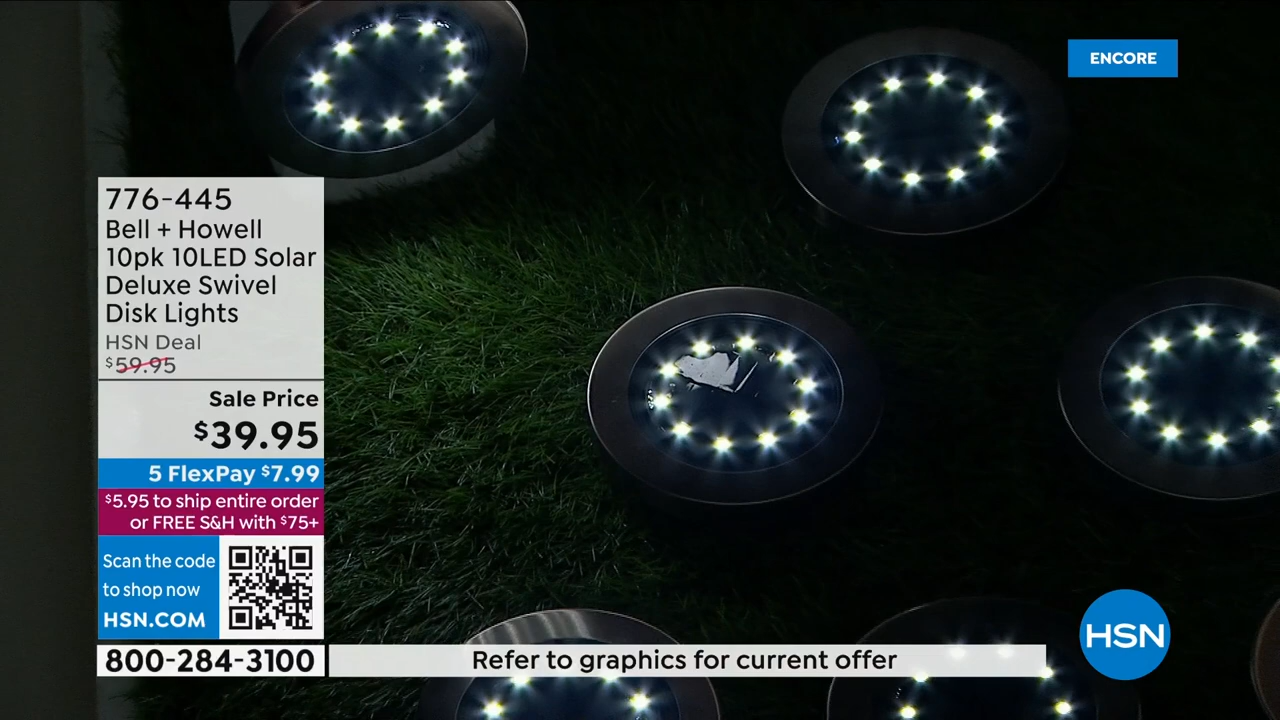 ENCORE
776-445
Bell + Howell
10pk 10LED Solar
Deluxe Swivel
Disk Lights
HSN Deal
$59.95
Sale Price
$39.95
5 FlexPay $7.99
$5.95 to ship entire order
or FREE S&H with $75+
Scan the code
to shop now
HSN.COM
800-284-3100
Refer to graphics for current offer
HSN